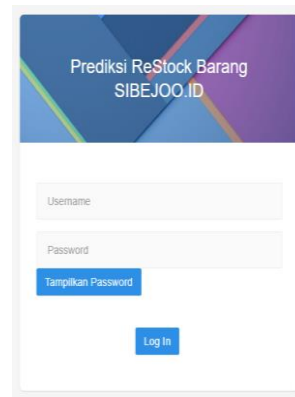 Prediksi ReStock Barang
SIBEJOO.ID
Username
Password
Tampilkan Password
Log In